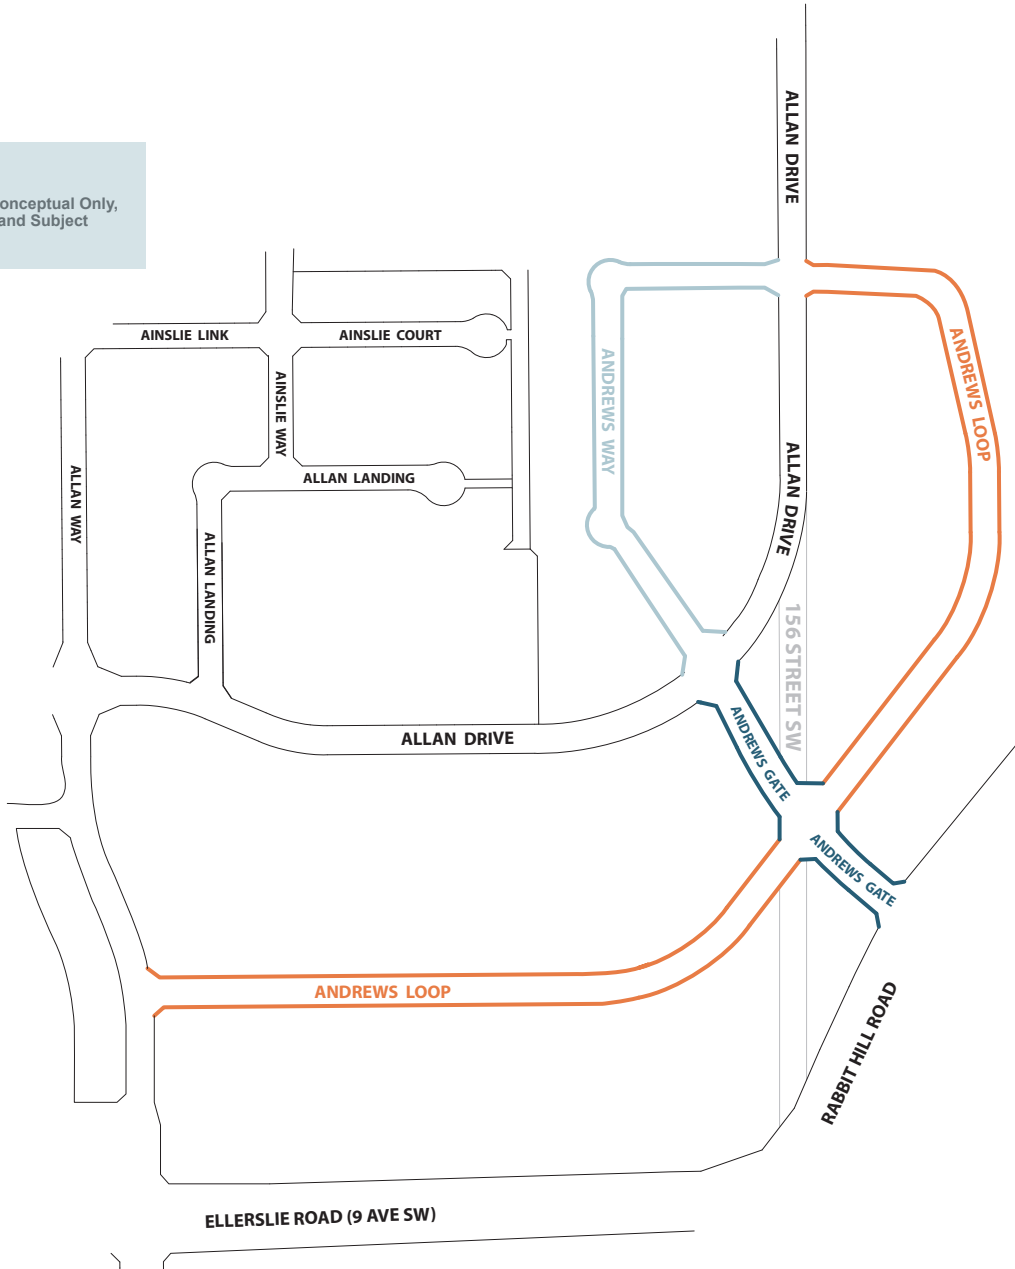 ALLAN DRIVE
onceptual Only,
and Subject
AINSLIE LINK
AINSLIE COURT
AINSLIE WAY
ANDREWS WAY
ANDREWS LOOP
ALLAN WAY
ALLAN LANDING
ALLAN DRIVE
ALLAN LANDING
156 STREET SW
ALLAN DRIVE
ANDREWS GATE
ANDREWS GATE
ANDREWS LOOP
RABBIT HILL ROAD
ELLERSLIE ROAD (9 AVE SW)